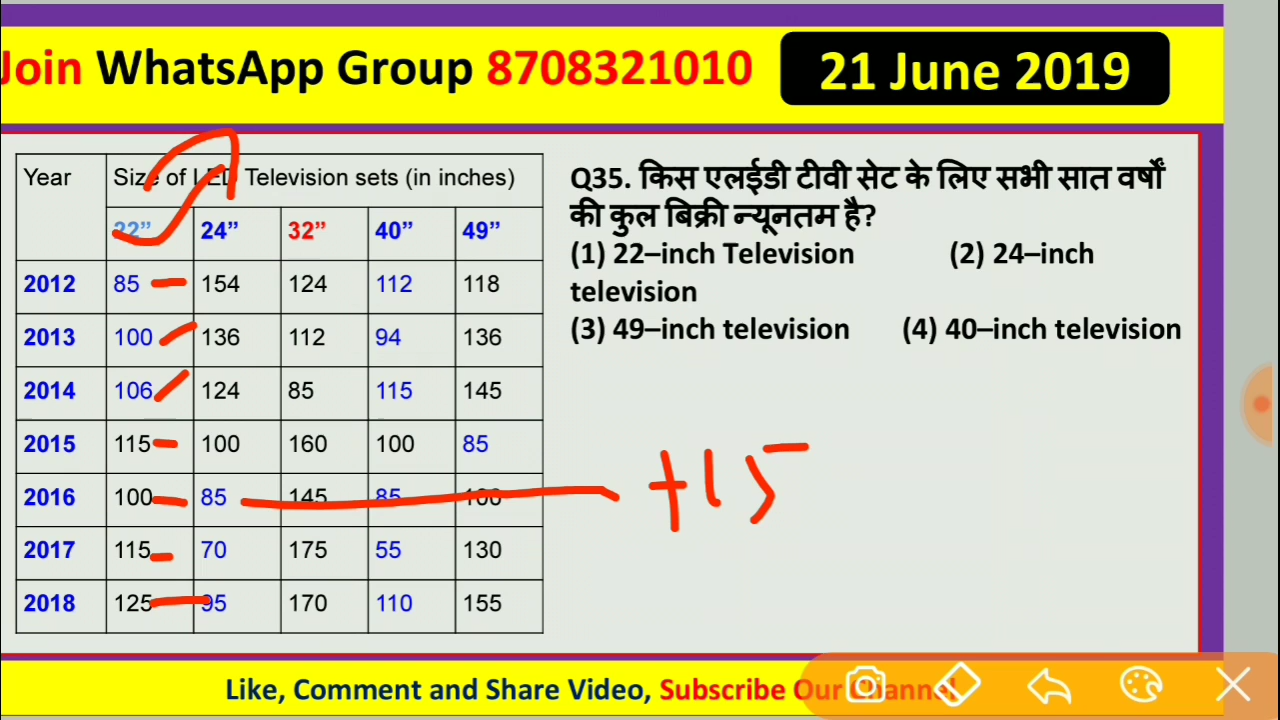 Join WhatsApp Group 8708321010
21 June 2019
Year Size of LED Television sets (in inches)
22” 24” 32” 40” 49”
2012 85 154 124 112 118
2013 100 136 112 94 136
2014 106 124 85 115 145
2015 115 100 160 100 85
2016 100 85 145 85 100
2017 115 70 175 55 130
2018 125 95 170 110 155
Q35. किस एलईडी टीवी सेट के लिए सभी सात वर्षों
की कुल बिक्री न्यूनतम है?
(1) 22–inch Television (2) 24–inch
television
(3) 49–inch television (4) 40–inch television
+15
Like, Comment and Share Video, Subscribe Our Channel